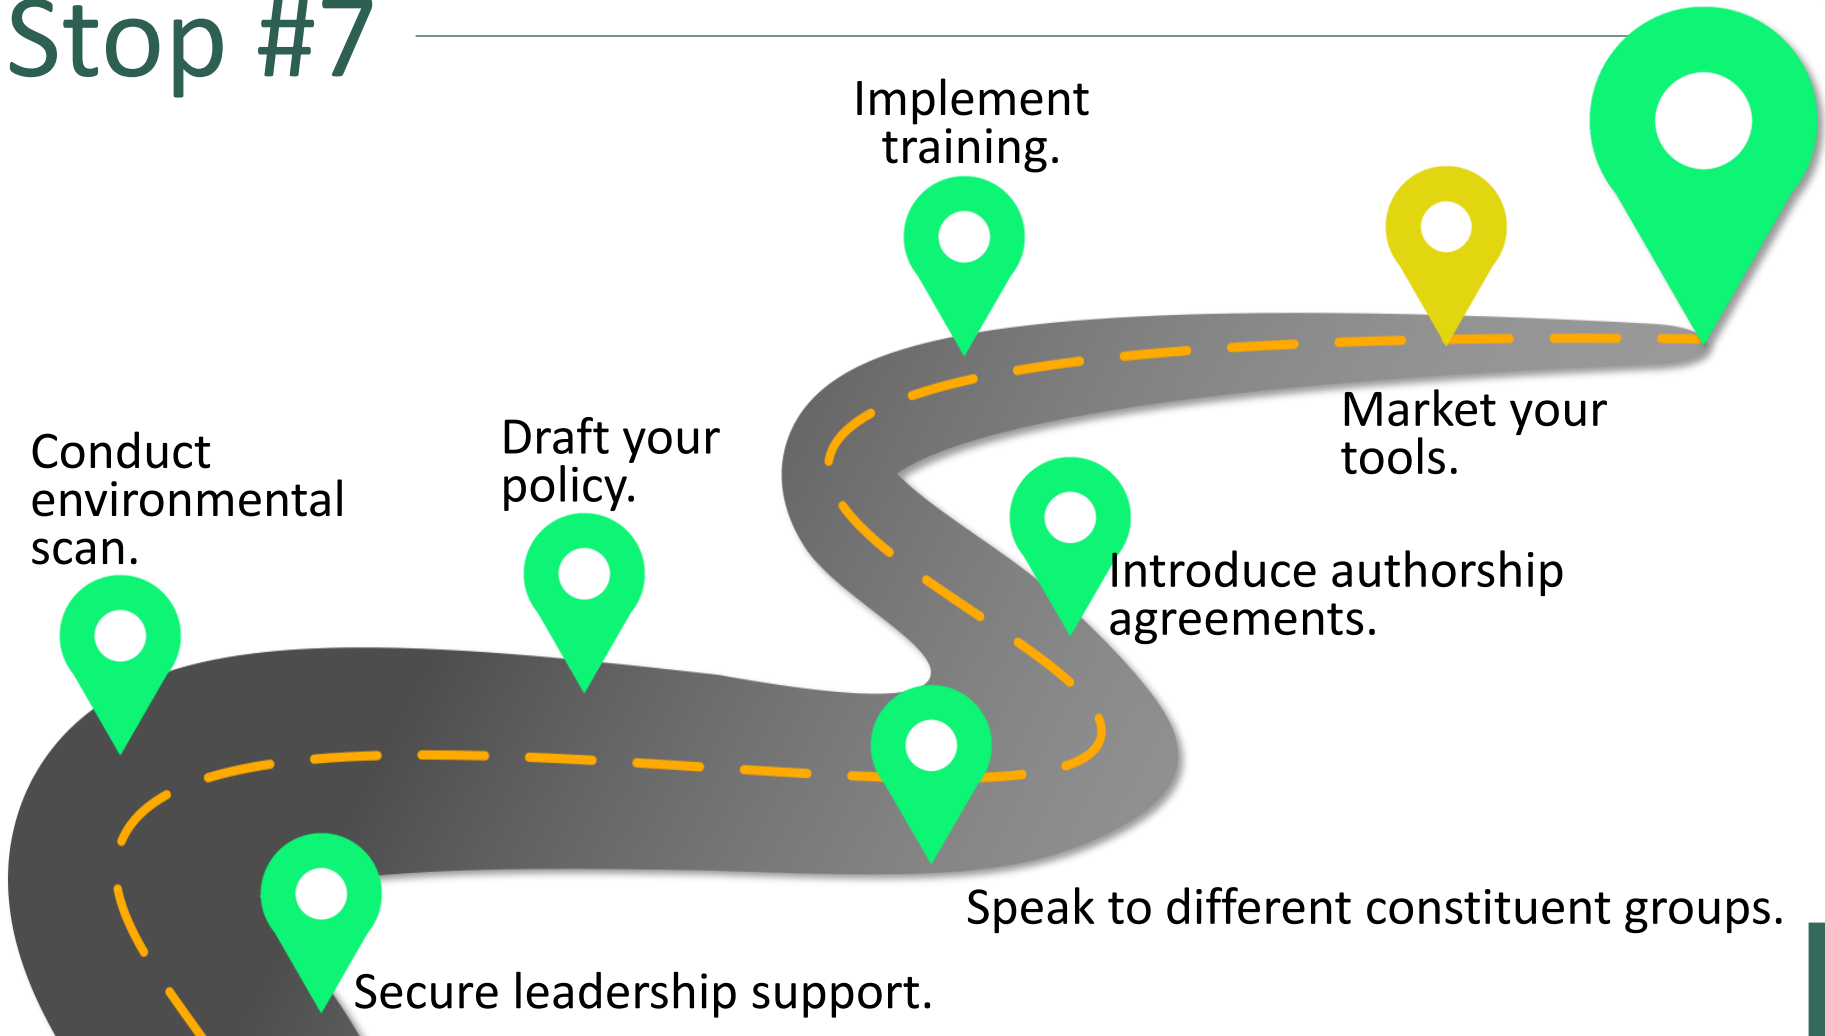 Stop #7
Implement
training.
Market your
tools.
Conduct
environmental
scan.
Draft your
policy.
Introduce authorship
agreements.
Speak to different constituent groups.
Secure leadership support.